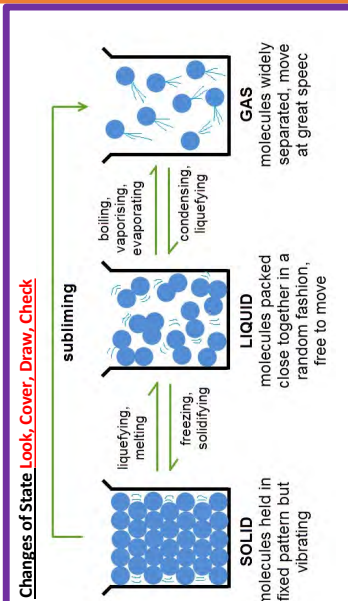 Changes of State Look, Cover, Draw, Check
subliming
liquefying,
melting
freezing,
solidifying
boiling,
vaporising,
evaporating
condensing,
liquefying
SOLID
molecules held in
fixed pattern but
vibrating
LIQUID
molecules packed
close together in a
random fashion,
free to move
GAS
molecules widely
separated, move
at great speec